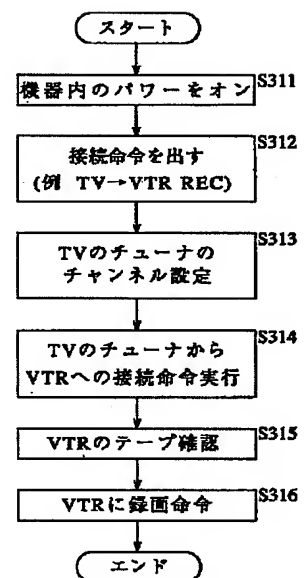 スタート
機器内のパワーをオン
S311
接続命令を出す
(例 TV→VTR REC)
S312
TVのチューナの
チャンネル設定
S313
TVのチューナから
VTRへの接続命令実行
S314
VTRのテープ確認
S315
VTRに録画命令
S316
エンド